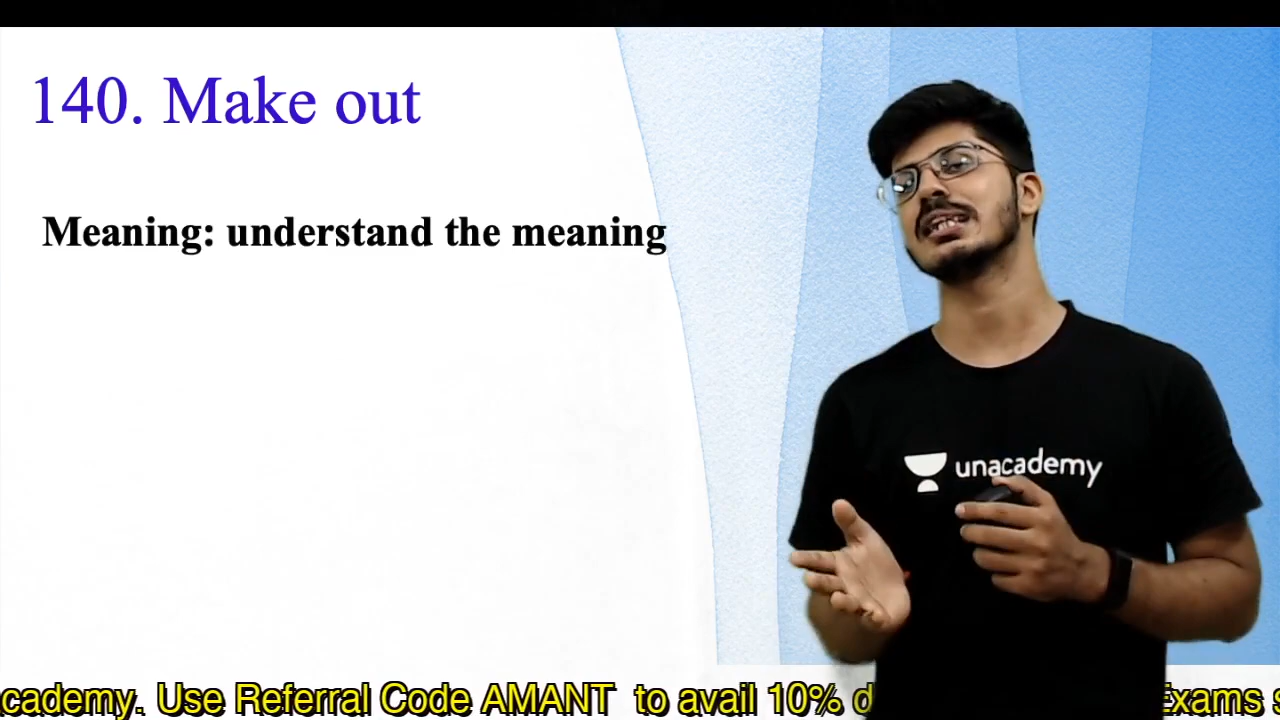 140. Make out
Meaning: understand the meaning
unacademy
cademy. Use Referral Code AMANT to avail 10% d Exams s